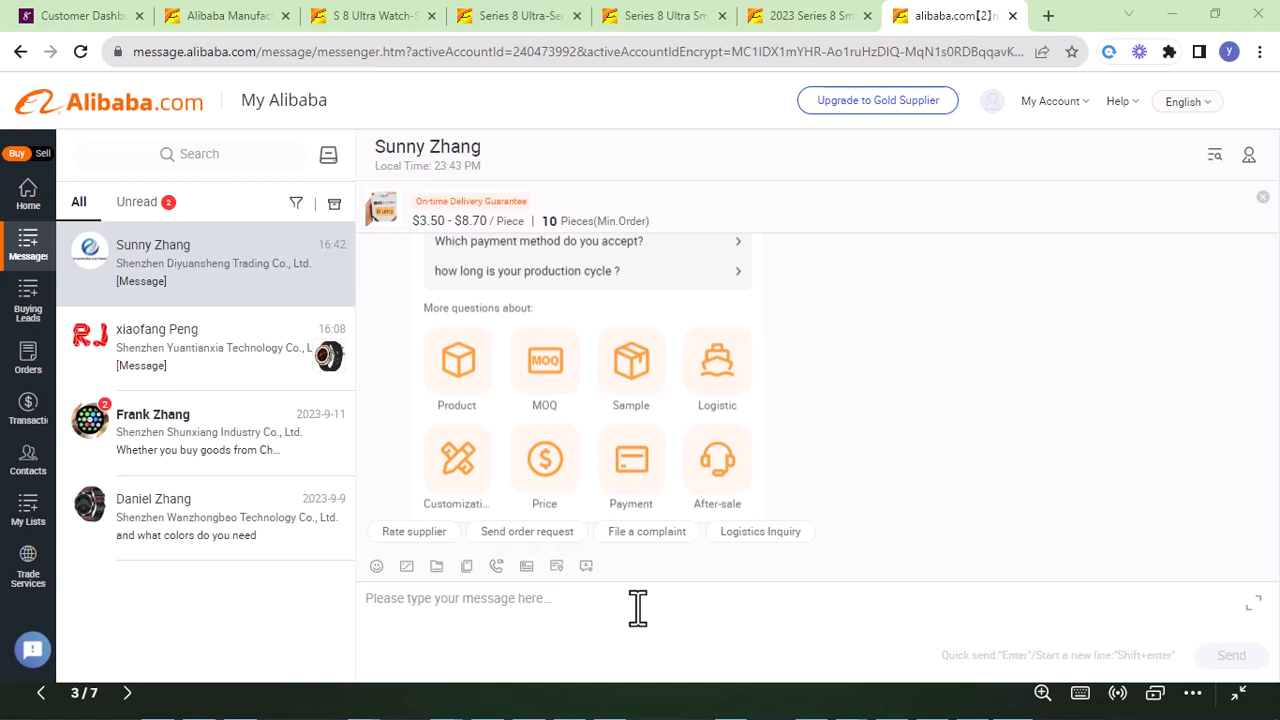 Customer Dashb
Alibaba Manufac
S 8 Ultra Watch-S
Series 8 Ultra-Ser
Series 8 Ultra Sm
2023 Series 8 Sm
alibaba.com【2】n
message.alibaba.com/message/messenger.htm?activeAccountId=240473992&activeAccountIdEncrypt=MC1IDX1mYHR-Ao1ruHzDIQ-MqN1s0RDBqqavK...
y
Alibaba.com
My Alibaba
Upgrade to Gold Supplier
My Account
Help
English
Buy
Sell
Home
Messages
Buying
Leads
Orders
Transacti
Contacts
My Lists
Trade
Services
Search
All
Unread
2
Sunny Zhang
16:42
Shenzhen Diyuansheng Trading Co., Ltd.
[Message]
RJ
xiaofang Peng
16:08
Shenzhen Yuantianxia Technology Co., L
[Message]
2
Frank Zhang
2023-9-11
Shenzhen Shunxiang Industry Co., Ltd.
Whether you buy goods from Ch...
Daniel Zhang
2023-9-9
Shenzhen Wanzhongbao Technology Co., Ltd.
and what colors do you need
Sunny Zhang
Local Time: 23:43 PM
On-time Delivery Guarantee
$3.50 - $8.70 / Piece | 10 Pieces(Min.Order)
Which payment method do you accept?
how long is your production cycle ?
More questions about:
MOQ
Product
MOQ
Sample
Logistic
Customizati...
Price
Payment
After-sale
Rate supplier
Send order request
File a complaint
Logistics Inquiry
Please type your message here...
Quick send:"Enter"/Start a new line:"Shift+enter"
Send
3 / 7